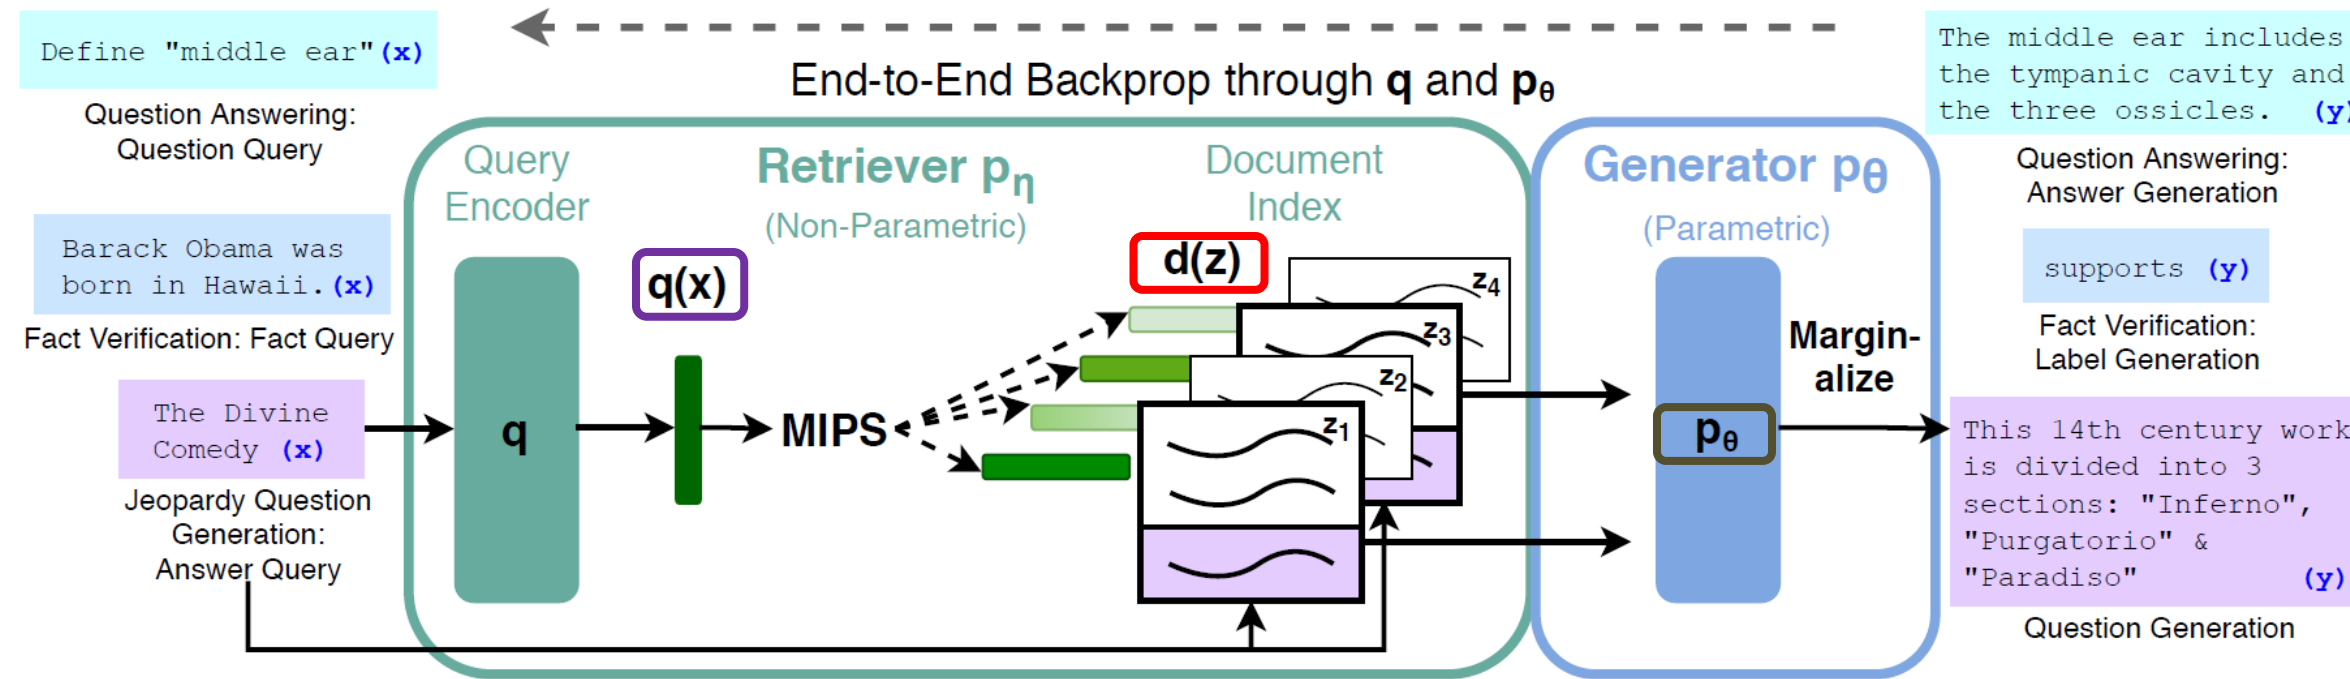 Define "middle ear"(x)
Question Answering:
Question Query
Barack Obama was
born in Hawaii.(x)
Fact Verification: Fact Query
The Divine
Comedy (x)
Jeopardy Question
Generation:
Answer Query
End-to-End Backprop through q and pθ
Query
Encoder
q
Retriever pη
(Non-Parametric)
q(x)
MIPS
Document
Index
d(z)
z4
z3
z2
z1
Generator pθ
(Parametric)
pθ
Margin-
alize
The middle ear includes
the tympanic cavity and
the three ossicles. (y)
Question Answering:
Answer Generation
supports (y)
Fact Verification:
Label Generation
This 14th century work
is divided into 3
sections: "Inferno",
"Purgatorio" &
"Paradiso" (y)
Question Generation